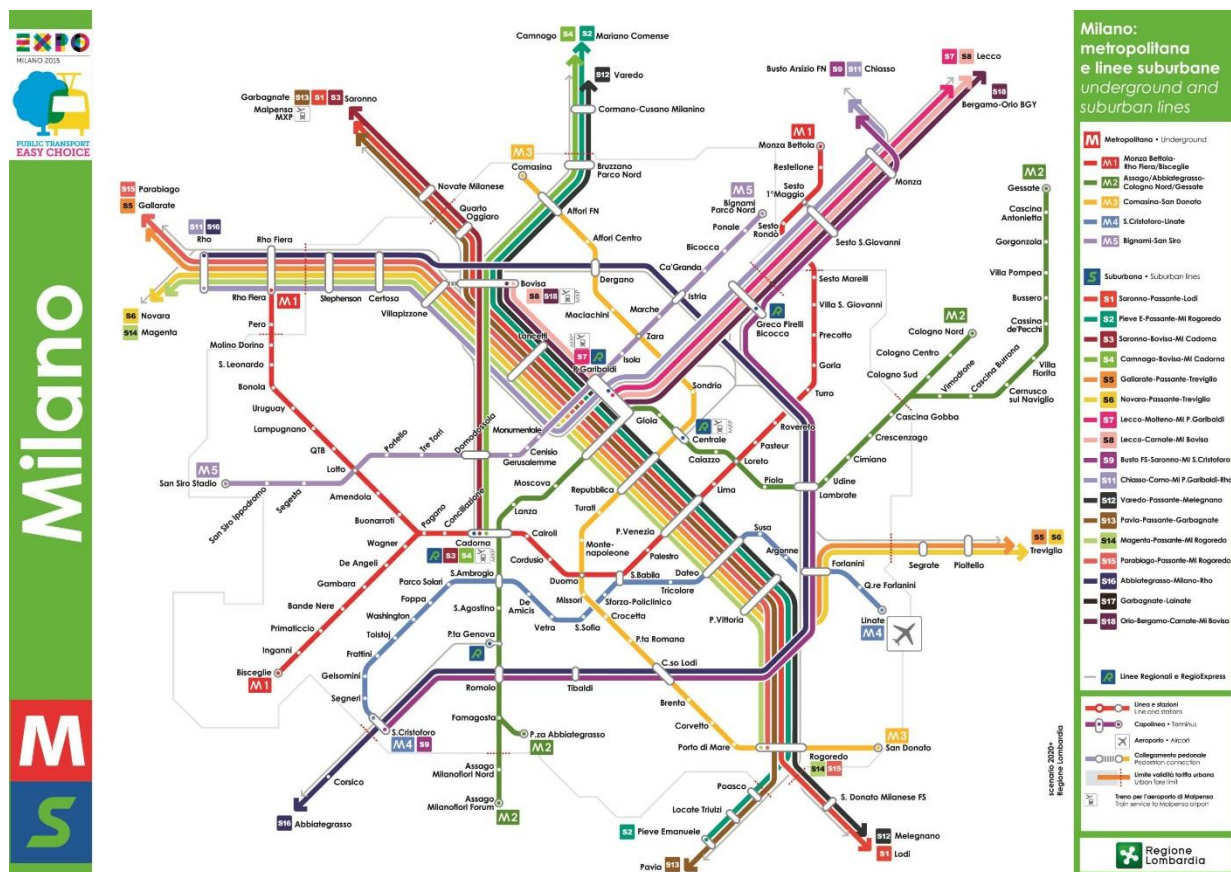 EXPO
MILANO 2015
PUBLIC TRANSPORT
EASY CHOICE
Milano
M
S
Camnago S4 S2 Mariano Comense
S12 Varedo
Cormano-Cusano Milanino
Bruzzano
Parco Nord
Garbagnate S13 S1 S3 Saronno
Malpensa
MXP
Novate Milanese
Quarto
Oggiaro
M3
Comasina
Affori FN
Affori Centro
Dergano
Maciachini
Busto Arsizio FN S9 S11 Chiasso
S7 S8 Lecco
S18
Bergamo-Orio BGY
M1
Monza Bettola
Restellone
Sesto
1°Maggio
Sesto
Rondò
Monza
Sesto S.Giovanni
M5
Bignami
Parco Nord
Ponale
Bicocca
Ca'Granda
Istria
Marche
Zara
Isola
M2
Gessate
Cascina
Antonietta
Gorgonzola
Villa Pompea
Bussero
Cassina
de'Pecchi
Villa
Fiorita
Cernusco
sul Naviglio
Cascina Burrona
Vimodrone
M2
Cologno Nord
Cologno Centro
Cologno Sud
Cascina Gobba
Crescenzago
Cimiano
Udine
Lambrate
S15 Parabiago
S5 Gallarate
S11 S16
Rho
Rho Fiera
S6 Novara
S14 Magenta
Rho Fiera
M1
Stephenson
Certosa
Villapizzone
Bovisa
S8 S18
MXP
Lancetti
MXP
S7 R
P.Garibaldi
R
Greco Pirelli
Bicocca
Sesto Marelli
Villa S. Giovanni
Precotto
Gorla
Turro
Rovereto
Pasteur
Loreto
Lima
Pero
Molino Dorino
S. Leonardo
Bonola
Uruguay
Lampugnano
QT8
Lotto
Amendola
Buonarroti
Pagano
Conciliazione
Wagner
De Angeli
Gambara
Bande Nere
Primaticcio
Inganni
Bisceglie
M1
M5
San Siro Stadio
San Siro Ippodromo
Segesta
Portello
Tre Torri
Domodossola
Gerusalemme
Cenisio
Monumentale
Sondrio
R MXP
Centrale
Gioia
Caiazzo
Piola
Moscova
Lanza
Repubblica
Turati
Monte-
napoleone
P.Venezia
Palestro
S.Babila
Cadorna
R S3 S4 MXP
Cairoli
Cordusio
Duomo
Missori
Crocetta
P.ta Romana
C.so Lodi
Brenta
Corvetto
Porto di Mare
Rogoredo
S14 S15
San Donato
M3
Susa
Argonne
Dateo
Tricolore
Sforza-Policlinico
S.Sofia
Vetra
De
Amicis
S.Ambrogio
Parco Solari
Foppa
Washington
Tolstoj
Frattini
Gelsomini
Segneri
S.Cristoforo
M4 S9
P.Vittoria
Forlanini
Q.re Forlanini
Linate
M4
Segrate
Pioltello
S5 S6
Treviglio
S.Agostino
P.ta Genova
R
Romolo
Tibaldi
Famagosta
P.za Abbiategrasso
M2
Assago
Milanofiori Nord
Assago
Milanofiori Forum
M2
Corsico
S16 Abbiategrasso
Poasco
Locate Triulzi
S2 Pieve Emanuele
Pavia S13
S. Donato Milanese FS
S12 Melegnano
S1 Lodi
scenario 2020+
Regione Lombardia
Milano:
metropolitana
e linee suburbane
underground and
suburban lines
M Metropolitana • Underground
M1 Monza Bettola-
Rho Fiera/Bisceglie
M2 Assago/Abbiategrasso-
Cologno Nord/Gessate
M3 Comasina-San Donato
M4 S.Cristoforo-Linate
M5 Bignami-San Siro
S Suburbana • Suburban lines
S1 Saronno-Passante-Lodi
S2 Pieve E-Passante-MI Rogoredo
S3 Saronno-Bovisa-MI Cadorna
S4 Camnago-Bovisa-MI Cadorna
S5 Gallarate-Passante-Treviglio
S6 Novara-Passante-Treviglio
S7 Lecco-Molteno-MI P.Garibaldi
S8 Lecco-Carnate-MI Bovisa
S9 Busto FS-Saronno-MI S.Cristoforo
S11 Chiasso-Como-MI P.Garibaldi-Rho
S12 Varedo-Passante-Melegnano
S13 Pavia-Passante-Garbagnate
S14 Magenta-Passante-MI Rogoredo
S15 Parabiago-Passante-MI Rogoredo
S16 Abbiategrasso-Milano-Rho
S17 Garbagnate-Lainate
S18 Orio-Bergamo-Carnate-MI Bovisa
R Linee Regionali e RegioExpress
Linea e stazioni
Line and stations
Capolinea • Terminus
Aeroporto • Airport
Collegamento pedonale
Pedestrian connection
Limite validità tariffa urbana
Urban fare limit
Treno per l'aeroporto di Malpensa
Train service to Malpensa airport
Regione
Lombardia